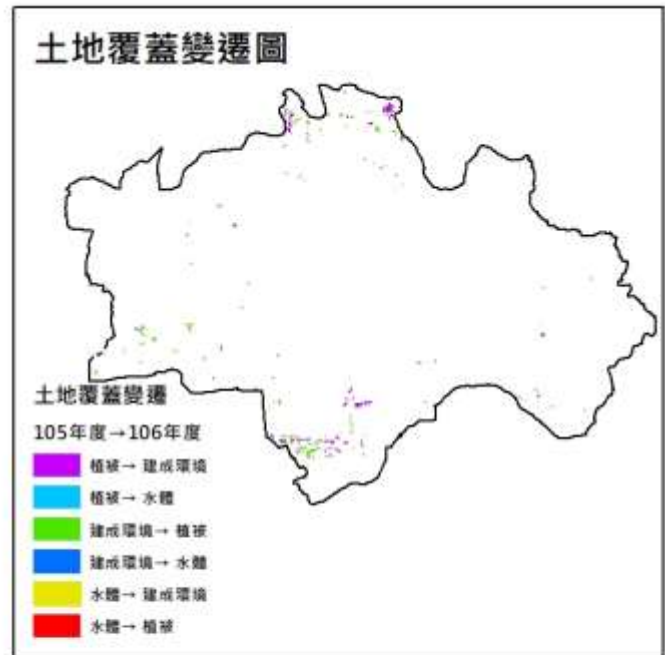 土地覆蓋變遷圖
土地覆蓋變遷
105年度→106年度
植被→建成環境
植被→水體
建成環境→植被
建成環境→水體
水體→建成環境
水體→植被